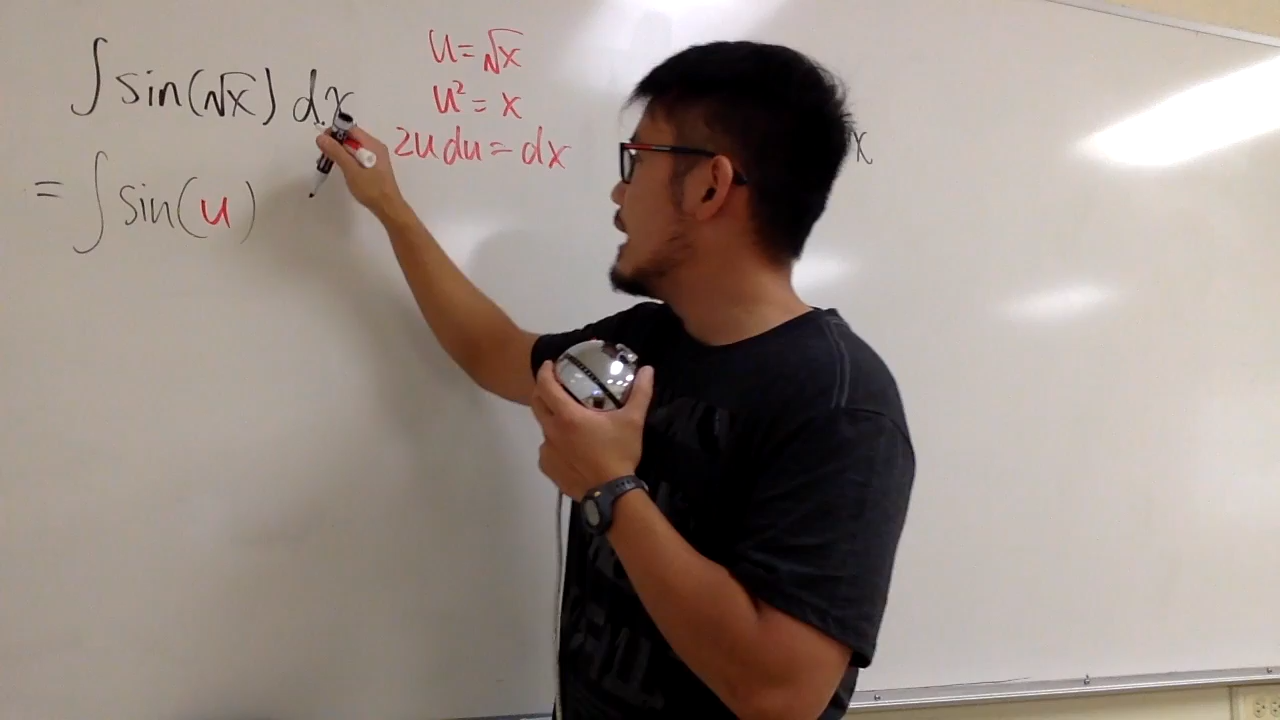 ∫ sin(√x) dx
= ∫ sin(u)
u = √x
u² = x
2u du = dx
x